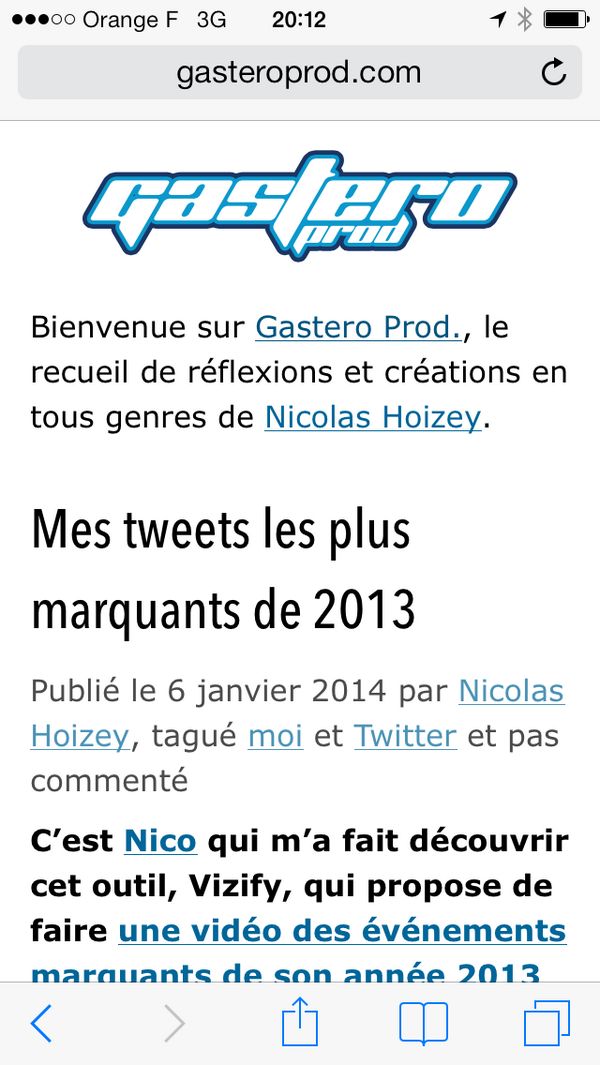 Orange F 3G 20:12
gasteroprod.com
gastero
prod
Bienvenue sur Gastero Prod., le
recueil de réflexions et créations en
tous genres de Nicolas Hoizey.
Mes tweets les plus
marquants de 2013
Publié le 6 janvier 2014 par Nicolas
Hoizey, tagué moi et Twitter et pas
commenté
C’est Nico qui m’a fait découvrir
cet outil, Vizify, qui propose de
faire une vidéo des événements
marquants de son année 2013